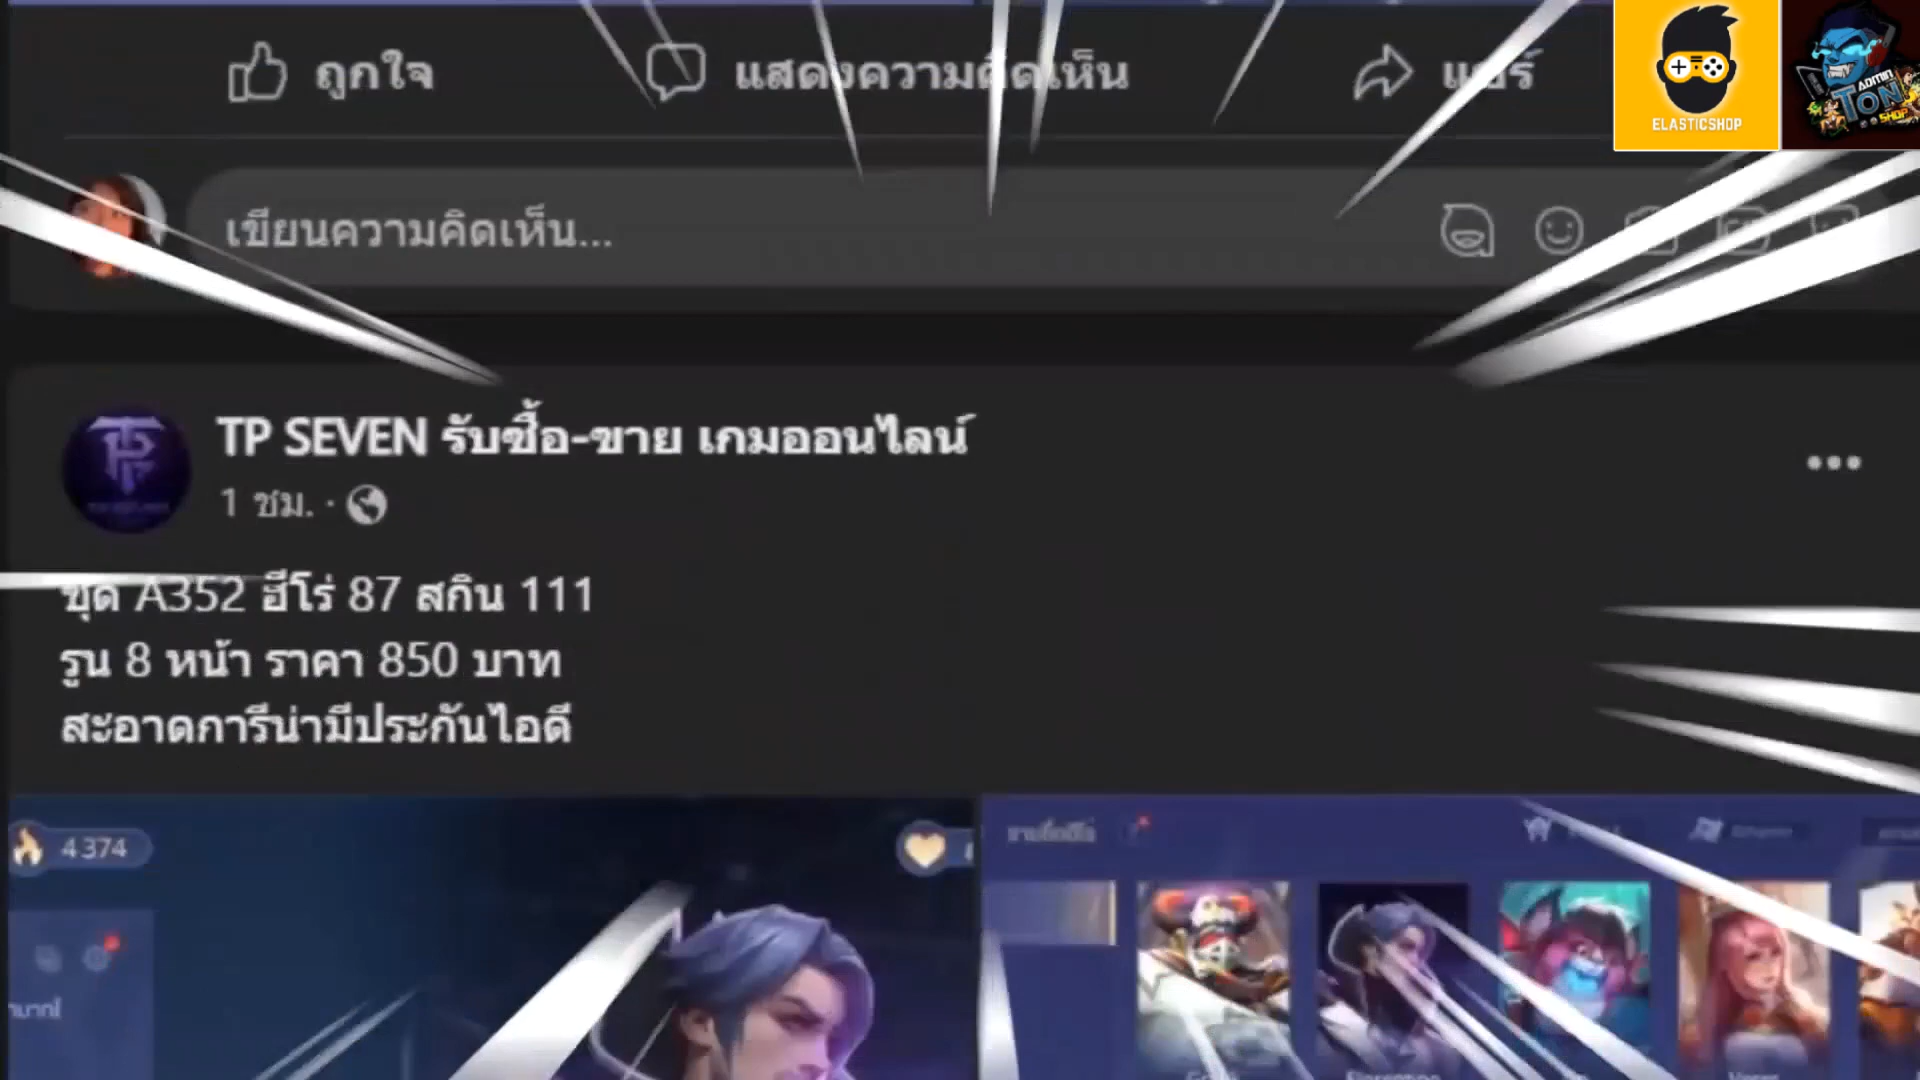 ถูกใจ
แสดงความคิดเห็น
แชร์
ELASTICSHOP
ADMIN
TON
SHOP
เขียนความคิดเห็น...
TP SEVEN รับซื้อ-ขาย เกมออนไลน์
1 ชม. ·
ชุด A352 ฮีโร่ 87 สกิน 111
รูน 8 หน้า ราคา 850 บาท
สะอาดการีน่ามีประกันไอดี
4 374